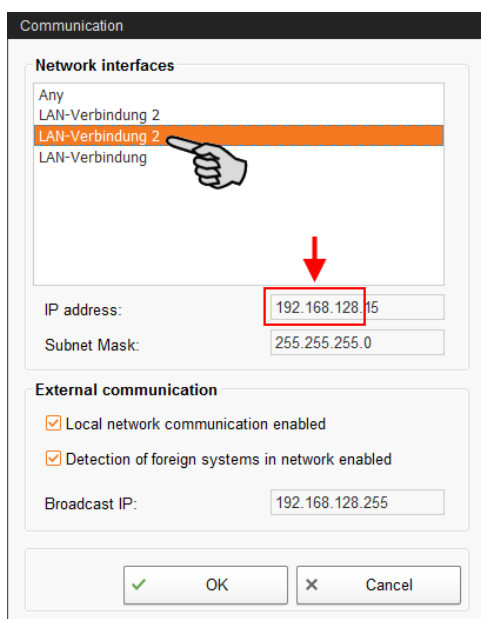 Communication
Network interfaces
Any
LAN-Verbindung 2
LAN-Verbindung 2
LAN-Verbindung
IP address: 192.168.128.15
Subnet Mask: 255.255.255.0
External communication
Local network communication enabled
Detection of foreign systems in network enabled
Broadcast IP: 192.168.128.255
OK Cancel